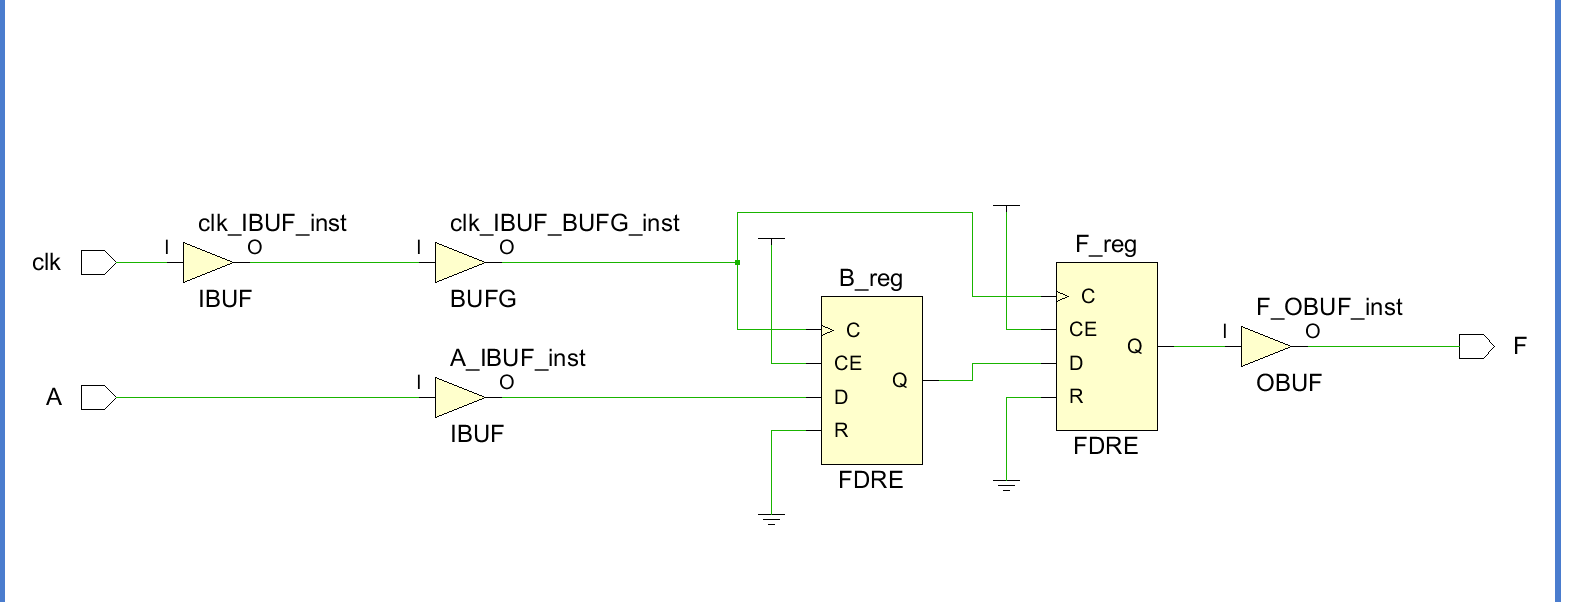 clk
I
clk_IBUF_inst
O
IBUF
I
clk_IBUF_BUFG_inst
O
BUFG
A
I
A_IBUF_inst
O
IBUF
B_reg
C
CE
D
R
Q
FDRE
F_reg
C
CE
D
R
Q
FDRE
I
F_OBUF_inst
O
OBUF
F